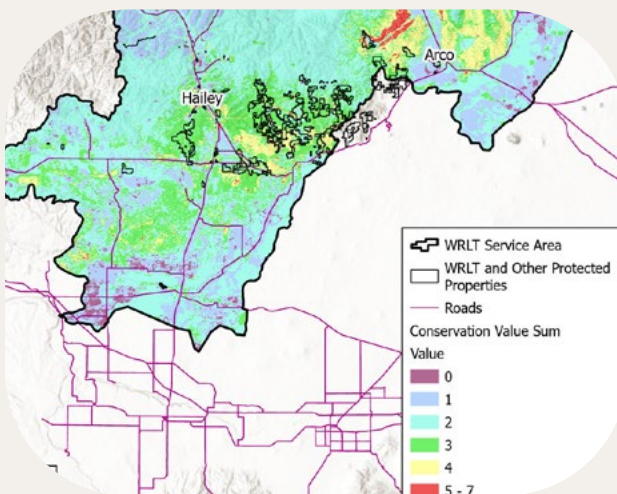 Arco
Hailey
WRLT Service Area
WRLT and Other Protected
Properties
Roads
Conservation Value Sum
Value
0
1
2
3
4
5 - 7